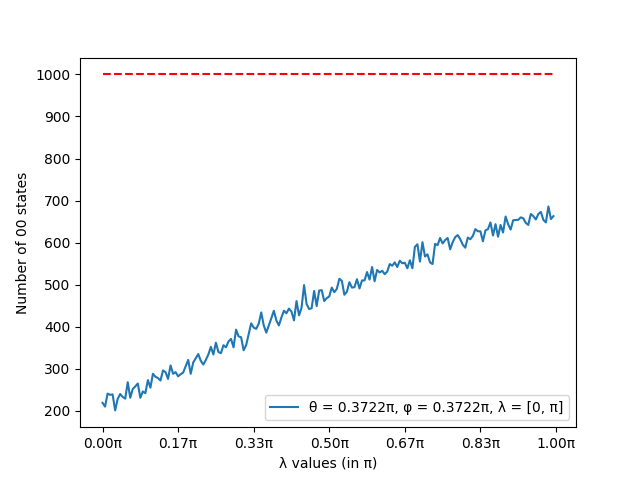 1000
900
800
700
600
500
400
300
200
Number of 00 states
0.00π 0.17π 0.33π 0.50π 0.67π 0.83π 1.00π
λ values (in π)
θ = 0.3722π, φ = 0.3722π, λ = [0, π]